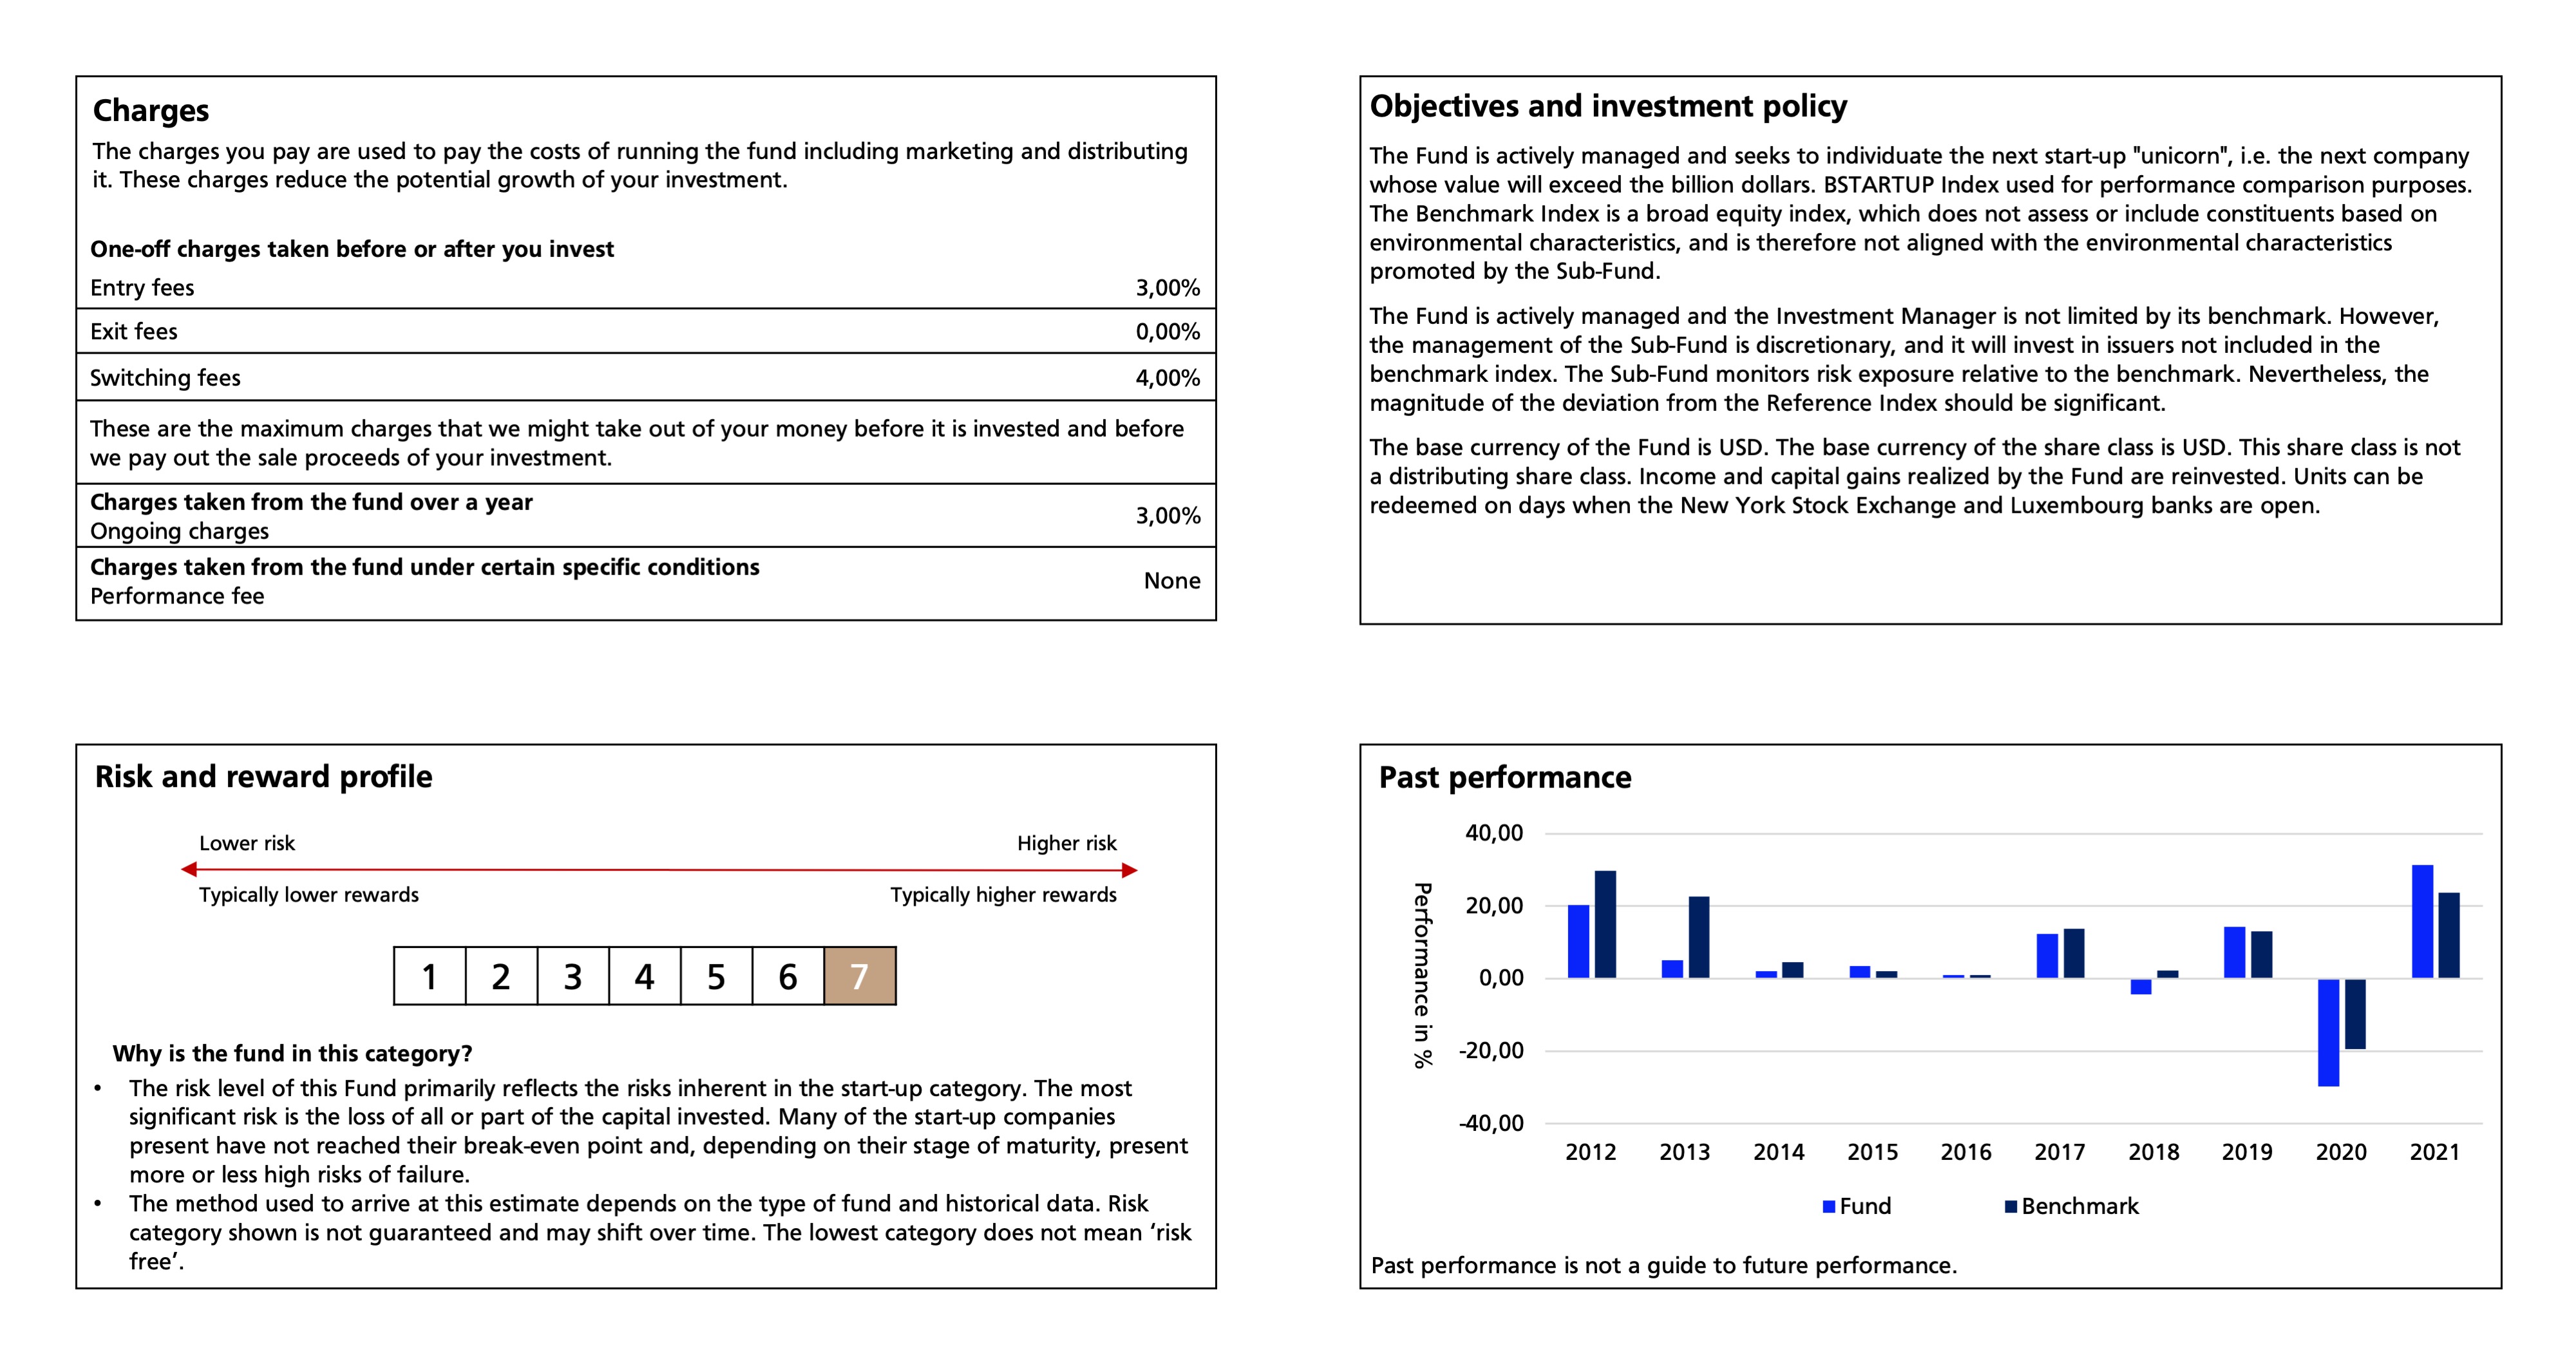 Charges
The charges you pay are used to pay the costs of running the fund including marketing and distributing
it. These charges reduce the potential growth of your investment.
One-off charges taken before or after you invest
Entry fees 3,00%
Exit fees 0,00%
Switching fees 4,00%
These are the maximum charges that we might take out of your money before it is invested and before
we pay out the sale proceeds of your investment.
Charges taken from the fund over a year
Ongoing charges 3,00%
Charges taken from the fund under certain specific conditions
Performance fee None
Objectives and investment policy
The Fund is actively managed and seeks to individuate the next start-up "unicorn", i.e. the next company
whose value will exceed the billion dollars. BSTARTUP Index used for performance comparison purposes.
The Benchmark Index is a broad equity index, which does not assess or include constituents based on
environmental characteristics, and is therefore not aligned with the environmental characteristics
promoted by the Sub-Fund.
The Fund is actively managed and the Investment Manager is not limited by its benchmark. However,
the management of the Sub-Fund is discretionary, and it will invest in issuers not included in the
benchmark index. The Sub-Fund monitors risk exposure relative to the benchmark. Nevertheless, the
magnitude of the deviation from the Reference Index should be significant.
The base currency of the Fund is USD. The base currency of the share class is USD. This share class is not
a distributing share class. Income and capital gains realized by the Fund are reinvested. Units can be
redeemed on days when the New York Stock Exchange and Luxembourg banks are open.
Risk and reward profile
Lower risk Higher risk
Typically lower rewards Typically higher rewards
1 2 3 4 5 6 7
Why is the fund in this category?
• The risk level of this Fund primarily reflects the risks inherent in the start-up category. The most
significant risk is the loss of all or part of the capital invested. Many of the start-up companies
present have not reached their break-even point and, depending on their stage of maturity, present
more or less high risks of failure.
• The method used to arrive at this estimate depends on the type of fund and historical data. Risk
category shown is not guaranteed and may shift over time. The lowest category does not mean ‘risk
free’.
Past performance
Performance in %
40,00
20,00
0,00
-20,00
-40,00
2012 2013 2014 2015 2016 2017 2018 2019 2020 2021
Fund Benchmark
Past performance is not a guide to future performance.